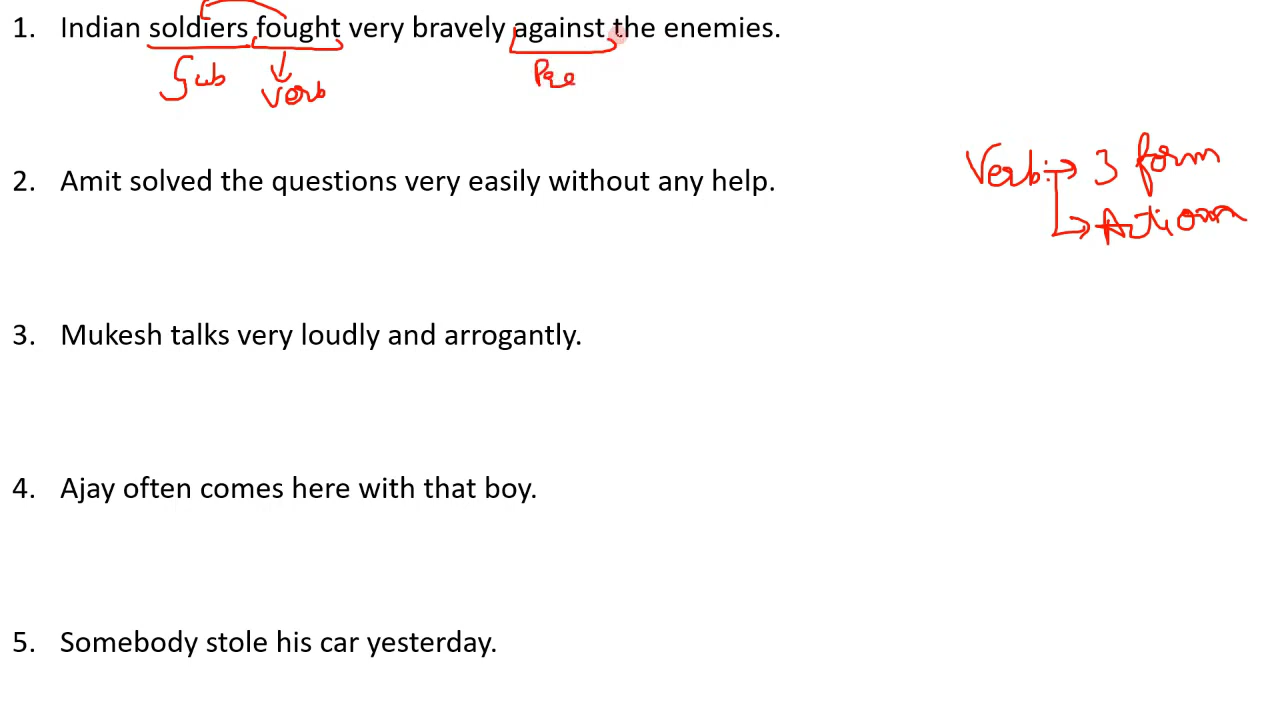 1. Indian soldiers fought very bravely against the enemies.
Sub Verb Pre
Verb:→ 3 form
2. Amit solved the questions very easily without any help.
→ Action
3. Mukesh talks very loudly and arrogantly.
4. Ajay often comes here with that boy.
5. Somebody stole his car yesterday.